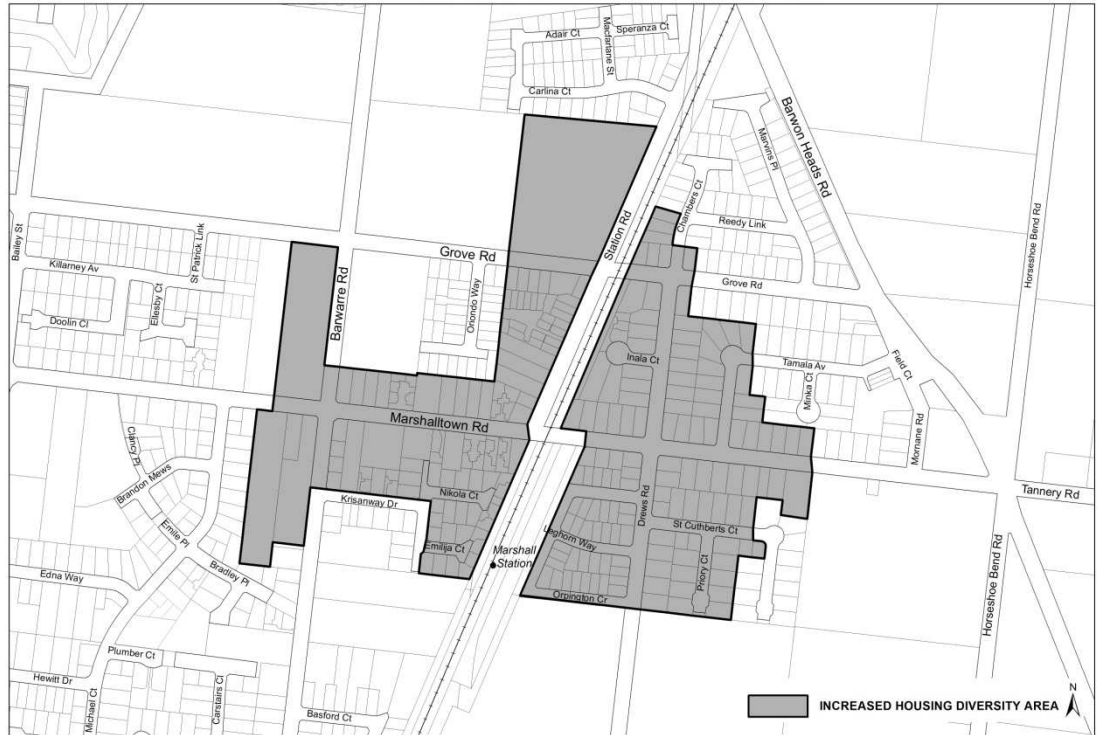 Adair Ct
Macfarlane St
Speranza Ct
Carlina Ct
Barwon Heads Rd
Marvins Pl
Chambers Ct
Reedy Link
Station Rd
Horseshoe Bend Rd
Bailey St
St Patrick Link
Killarney Av
Ellesby Ct
Doolin Cl
Barwarre Rd
Grove Rd
Oriondo Way
Grove Rd
Inala Ct
Tamala Av
Minka Ct
Field Ct
Mornane Rd
Marshalltown Rd
Clancy Pl
Brandon Mews
Emile Pl
Bradley Pl
Nikola Ct
Krisanway Dr
Emilija Ct
Marshall
Station
Drews Rd
St Cuthberts Ct
Leghorn Way
Priory Ct
Orpington Cr
Tannery Rd
Horseshoe Bend Rd
Edna Way
Plumber Ct
Hewitt Dr
Michael Ct
Carstairs Ct
Basford Ct
INCREASED HOUSING DIVERSITY AREA
N